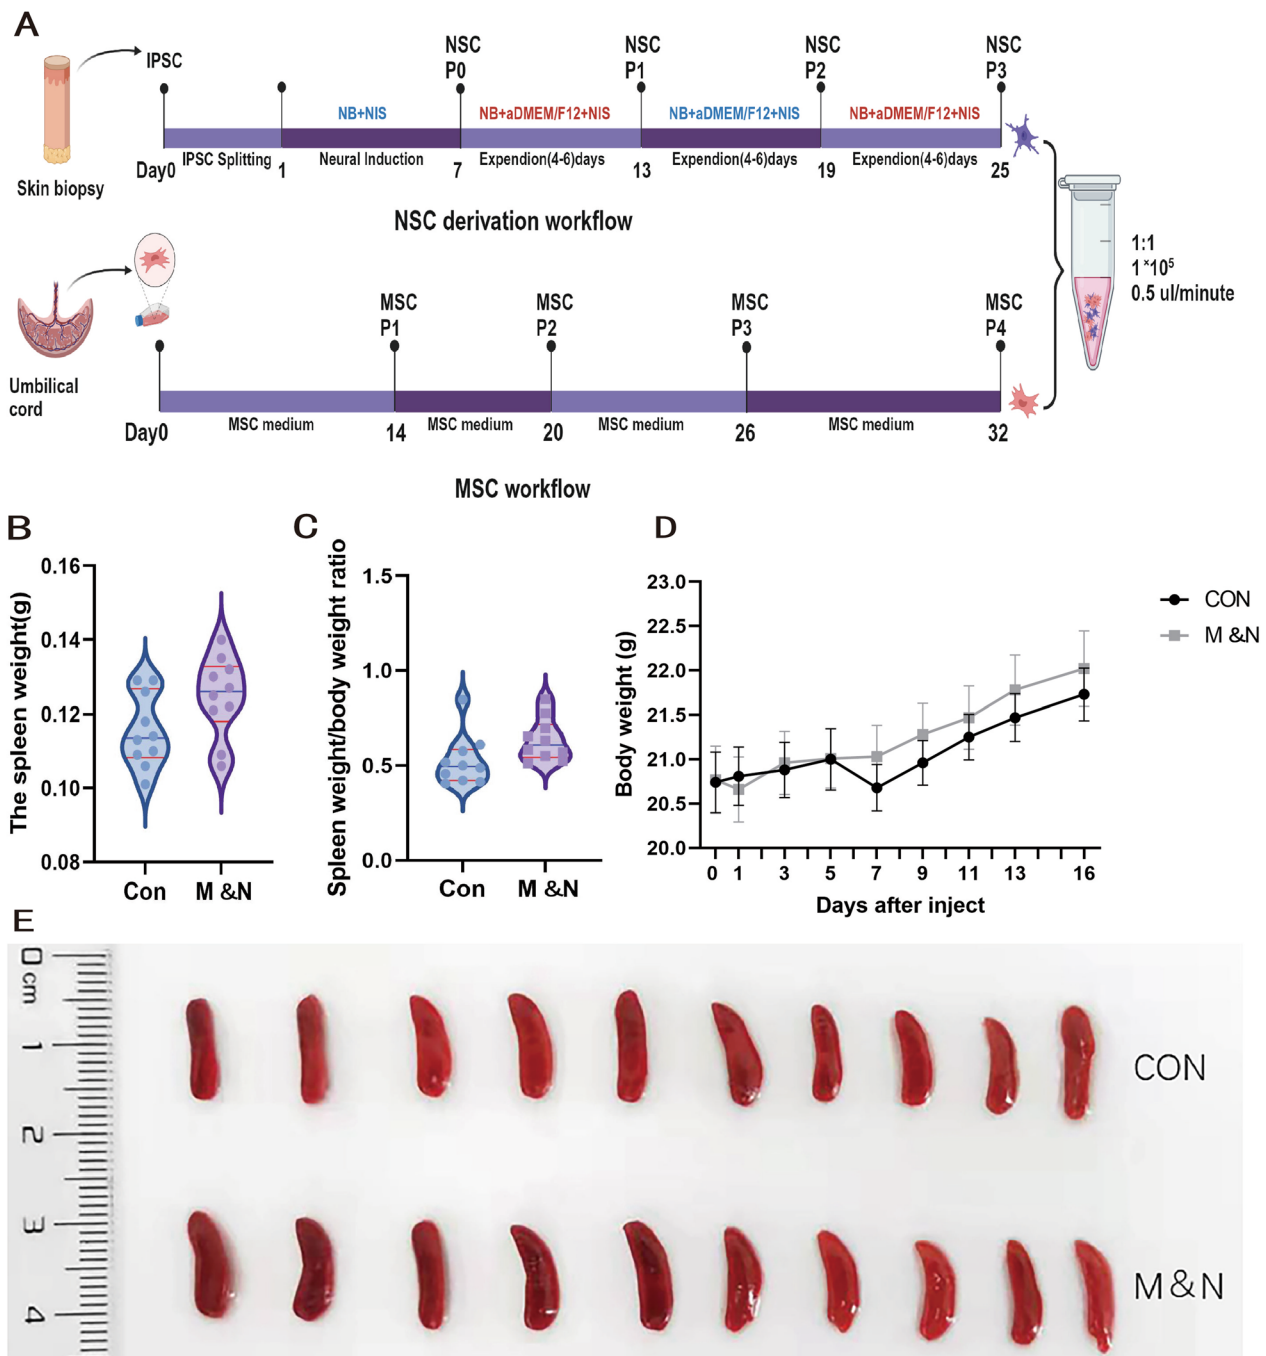 A
IPSC
NSC
P0
NSC
P1
NSC
P2
NSC
P3
NB+NIS
NB+aDMEM/F12+NIS
NB+aDMEM/F12+NIS
NB+aDMEM/F12+NIS
Day0
IPSC Splitting
1
Neural Induction
7
Expendion(4-6)days
13
Expendion(4-6)days
19
Expendion(4-6)days
25
Skin biopsy
NSC derivation workflow
1:1
1*10⁵
0.5 ul/minute
MSC
P1
MSC
P2
MSC
P3
MSC
P4
Umbilical
cord
Day0
MSC medium
14
MSC medium
20
MSC medium
26
MSC medium
32
MSC workflow
B
The spleen weight(g)
0.16
0.14
0.12
0.10
0.08
Con
M &N
C
Spleen weight/body weight ratio
1.5
1.0
0.5
0.0
Con
M &N
D
Body weight (g)
23.0
22.5
22.0
21.5
21.0
20.5
20.0
0 1 3 5 7 9 11 13 16
Days after inject
CON
M &N
E
0 cm
1
2
3
4
CON
M&N